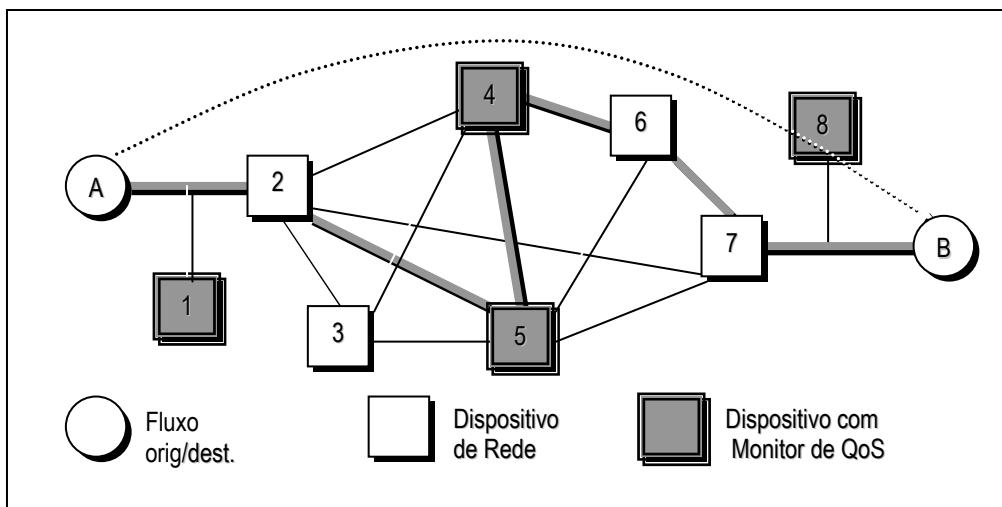 4
6
8
A
2
7
B
1
3
5
Fluxo
orig/dest.
Dispositivo
de Rede
Dispositivo com
Monitor de QoS